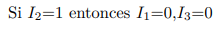 Si I₂=1 entonces I₁=0,I₃=0